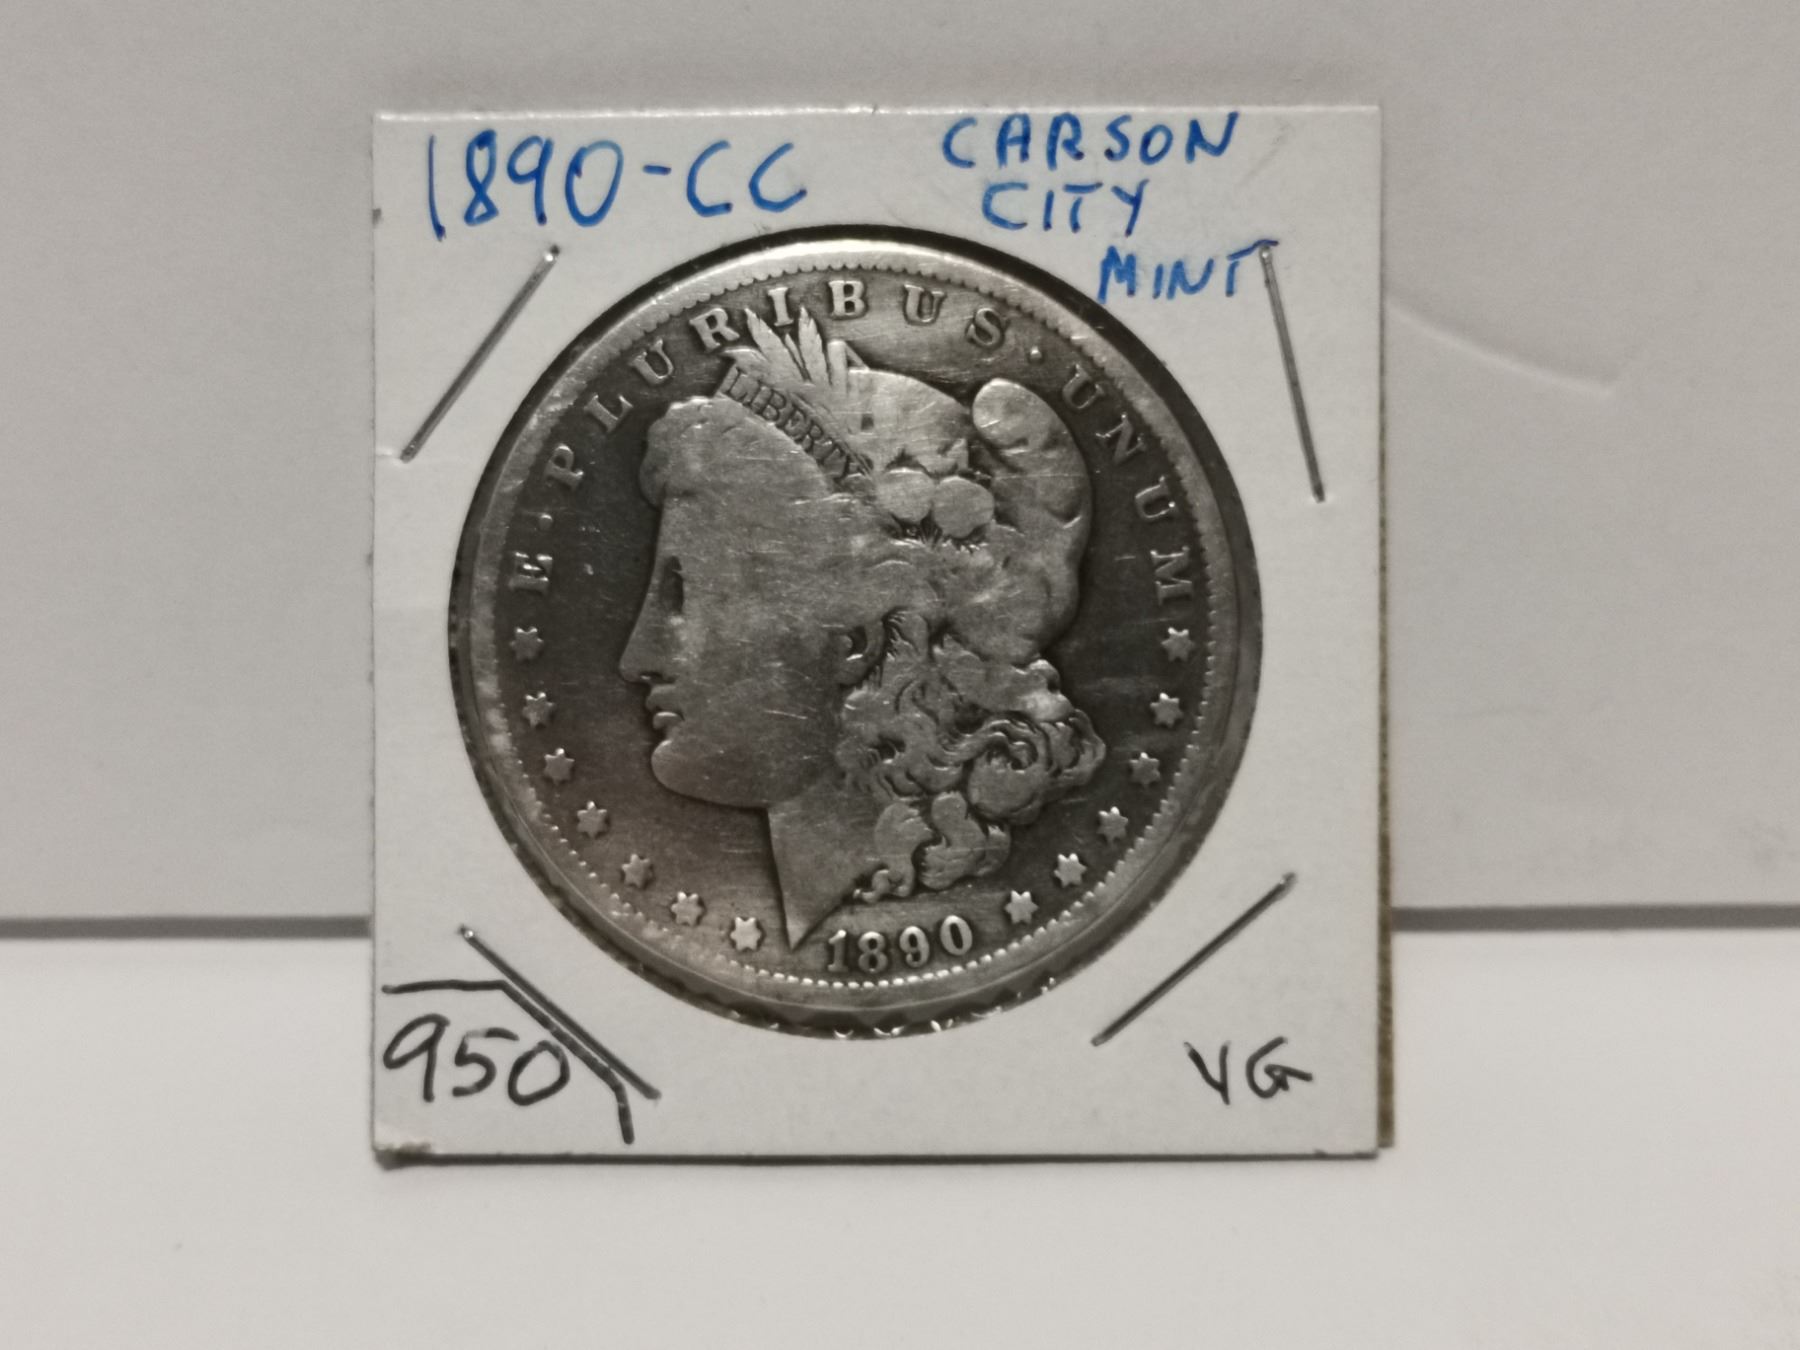 1890-CC
CARSON
CITY
MINT
E·PLURIBUS·UNUM
LIBERTY
1890
950
VG